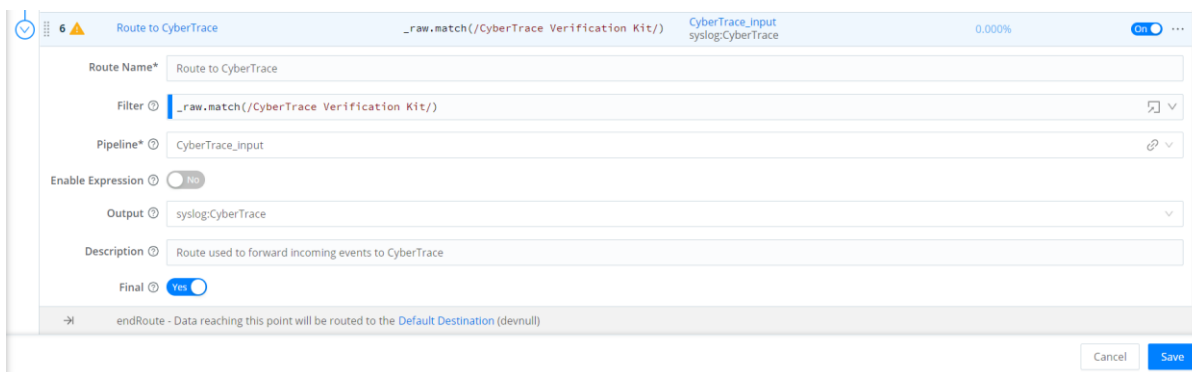 6 Route to CyberTrace _raw.match(/CyberTrace Verification Kit/) CyberTrace_input 0.000% On ...
syslog:CyberTrace
Route Name* Route to CyberTrace
Filter _raw.match(/CyberTrace Verification Kit/)
Pipeline* CyberTrace_input
Enable Expression No
Output syslog:CyberTrace
Description Route used to forward incoming events to CyberTrace
Final Yes
endRoute - Data reaching this point will be routed to the Default Destination (devnull)
Cancel Save